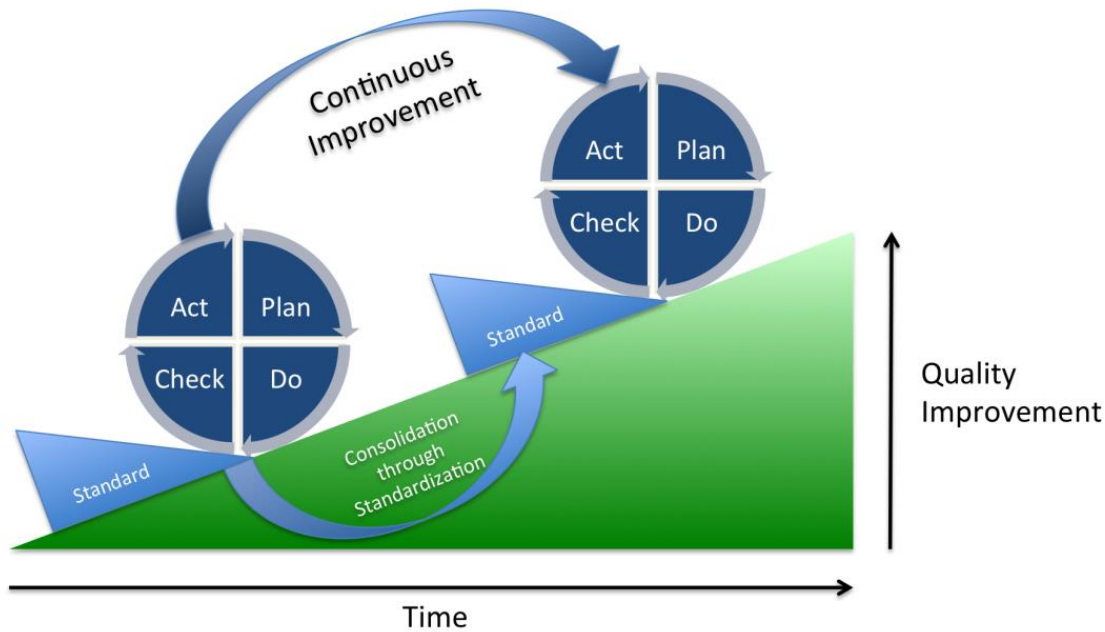 Continuous
Improvement
Act
Plan
Check
Do
Standard
Act
Plan
Check
Do
Standard
Consolidation
through
Standardization
Quality
Improvement
Time